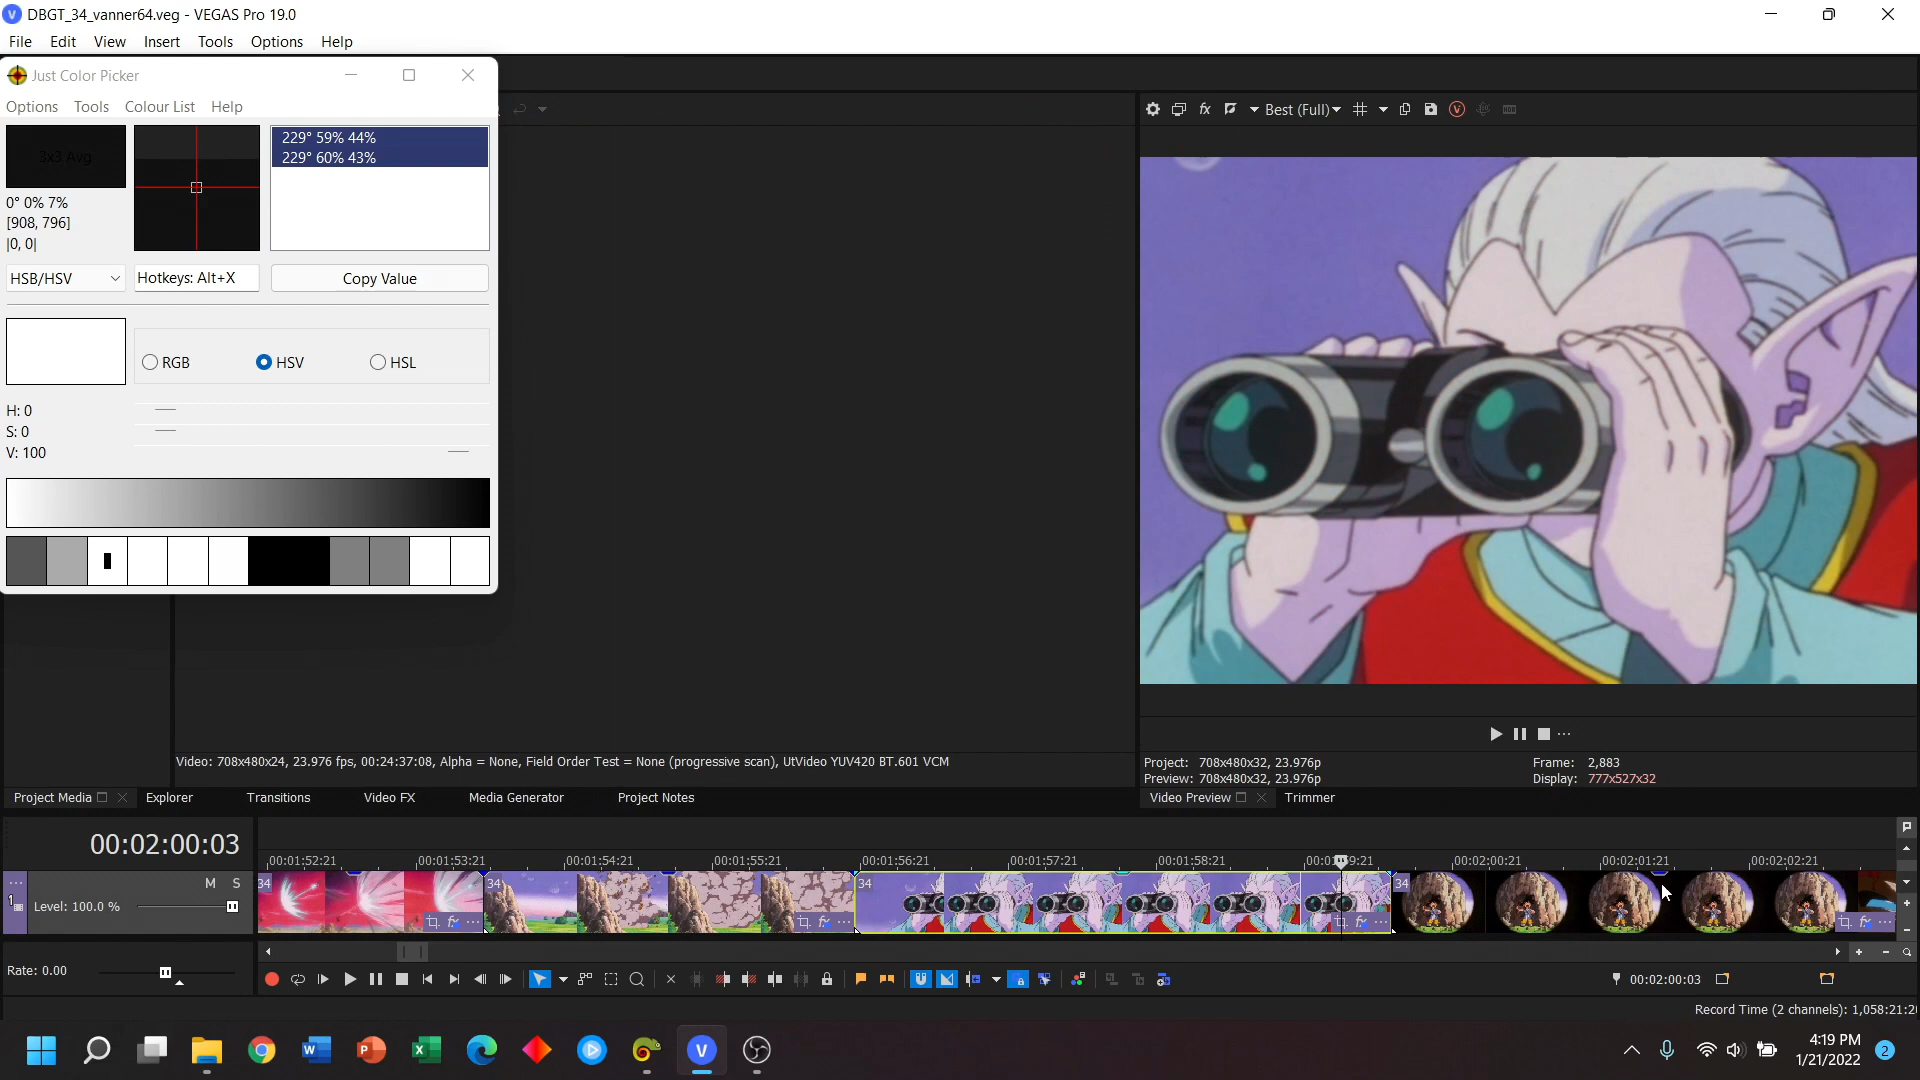 DBGT_34_vanner64.veg - VEGAS Pro 19.0
File Edit View Insert Tools Options Help
Just Color Picker
Options Tools Colour List Help
3x3 Avg
229° 59% 44%
229° 60% 43%
0° 0% 7%
[908, 796]
|0, 0|
HSB/HSV
Hotkeys: Alt+X
Copy Value
RGB
HSV
HSL
H: 0
S: 0
V: 100
Best (Full)
Video: 708x480x24, 23.976 fps, 00:24:37:08, Alpha = None, Field Order Test = None (progressive scan), UtVideo YUV420 BT.601 VCM
Project: 708x480x32, 23.976p
Frame: 2,883
Preview: 708x480x32, 23.976p
Display: 777x527x32
Project Media Explorer Transitions Video FX Media Generator Project Notes
Video Preview Trimmer
00:02:00:03
00:01:52:21 00:01:53:21 00:01:54:21 00:01:55:21 00:01:56:21 00:01:57:21 00:01:58:21 00:02:00:21 00:02:01:21 00:02:02:21
M S
34 34 34 34
1
Level: 100.0 %
Rate: 0.00
00:02:00:03
Record Time (2 channels): 1,058:21:2
4:19 PM
1/21/2022
2